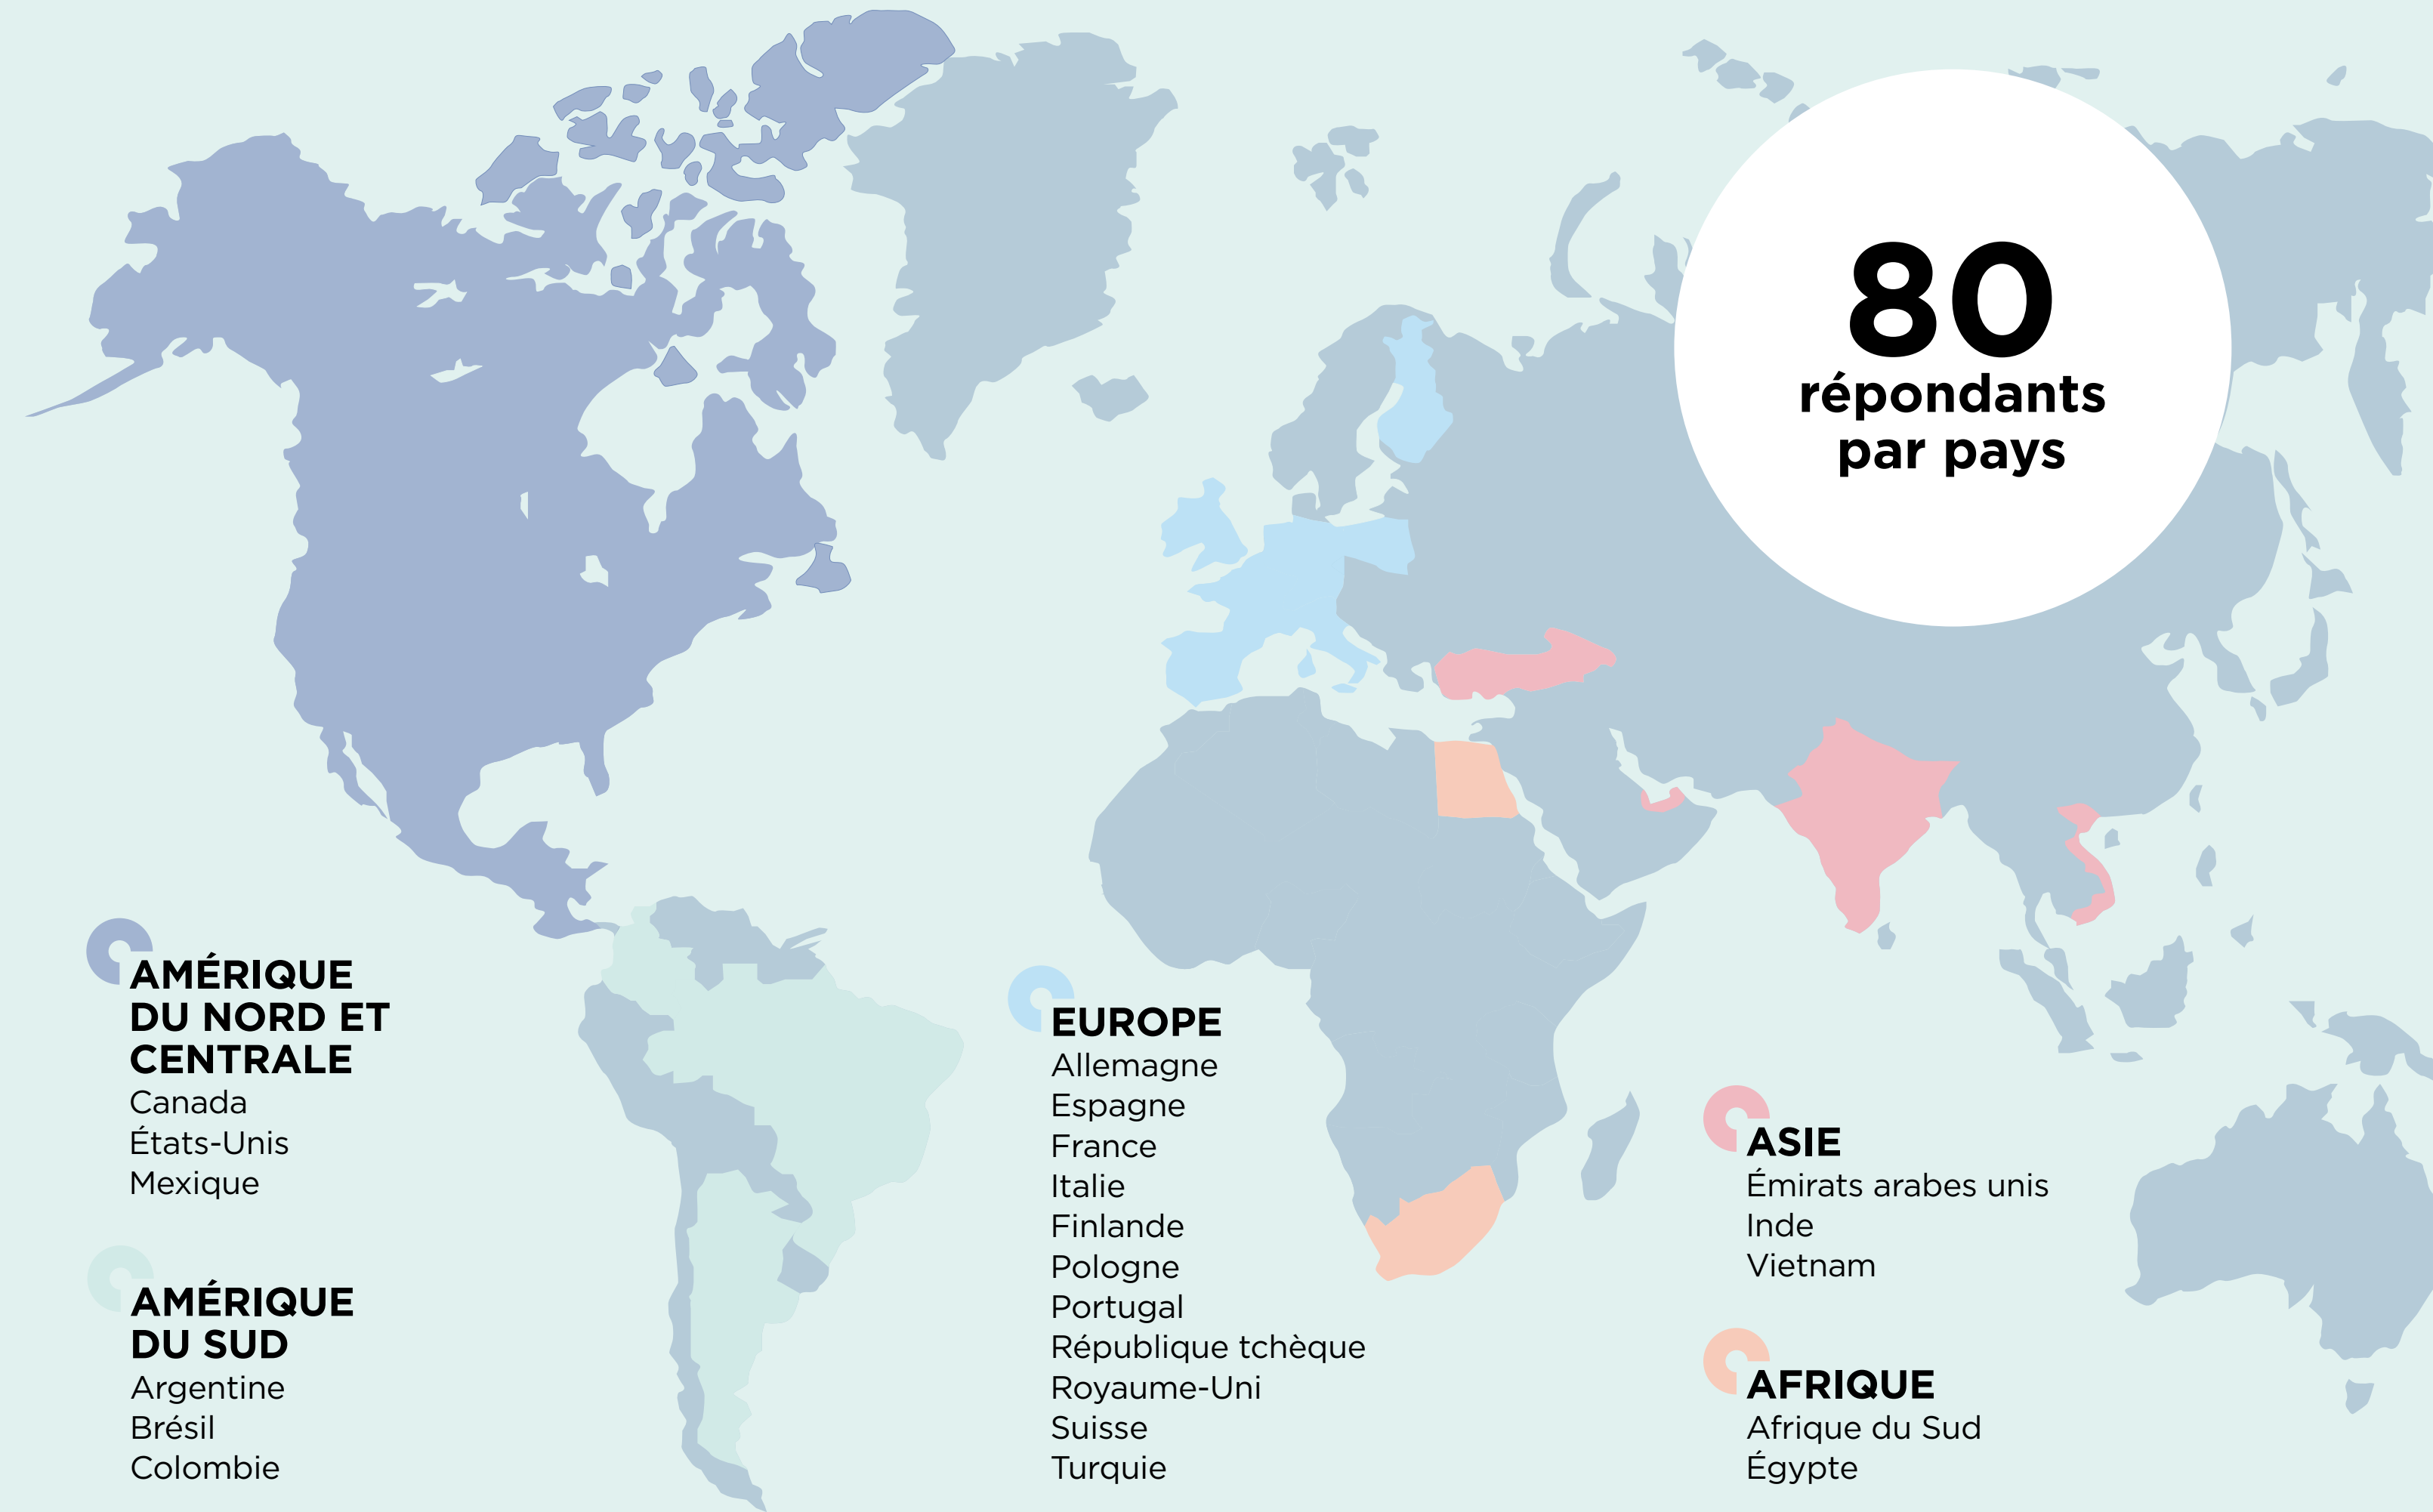 80
répondants
par pays
AMÉRIQUE
DU NORD ET
CENTRALE
Canada
États-Unis
Mexique
AMÉRIQUE
DU SUD
Argentine
Brésil
Colombie
EUROPE
Allemagne
Espagne
France
Italie
Finlande
Pologne
Portugal
République tchèque
Royaume-Uni
Suisse
Turquie
ASIE
Émirats arabes unis
Inde
Vietnam
AFRIQUE
Afrique du Sud
Égypte